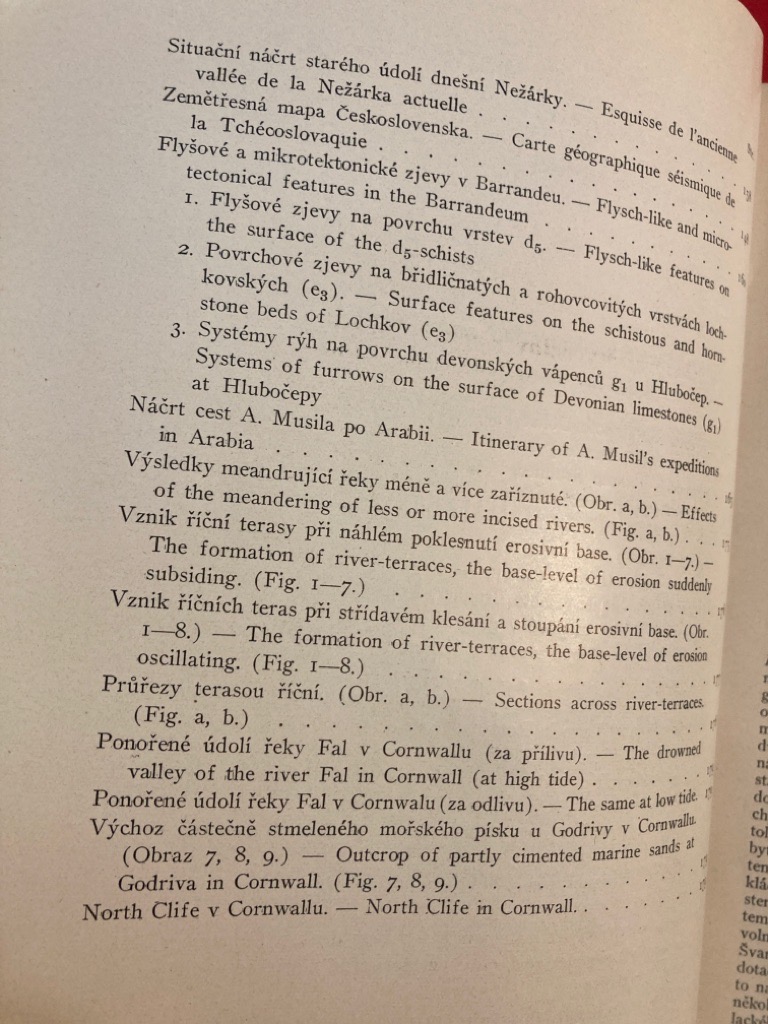 Situační náčrt starého údolí dnešní Nežárky. — Esquisse de l'ancienne
vallée de la Nežárka actuelle . . . . . . . . . .
Zemětřesná mapa Československa. — Carte géographique séismique de
la Tchécoslovaquie . . . . . . . . . . . . .
Flyšové a mikrotektonické zjevy v Barrandeu. — Flysch-like and micro-
tectonical features in the Barrandeum . . . . . . . .
1. Flyšové zjevy na povrchu vrstev d5. — Flysch-like features on
the surface of the d5-schists
2. Povrchové zjevy na břidličnatých a rohovcovitých vrstvách loch-
kovských (e3). — Surface features on the schistous and horn-
stone beds of Lochkov (e3)
3. Systémy rýh na povrchu devonských vápenců g1 u Hlubočep. —
Systems of furrows on the surface of Devonian limestones (g1)
at Hlubočepy
Náčrt cest A. Musila po Arabii. — Itinerary of A. Musil's expeditions
in Arabia . . . . . . . . . . . . . . . .
Výsledky meandrující řeky méně a více zaříznuté. (Obr. a, b.) — Effects
of the meandering of less or more incised rivers. (Fig. a, b.) . . .
Vznik říční terasy při náhlém poklesnutí erosivní base. (Obr. 1—7.) —
The formation of river-terraces, the base-level of erosion suddenly
subsiding. (Fig. 1—7.) . . . . . . . . . . . .
Vznik říčních teras při střídavém klesání a stoupání erosivní base. (Obr.
1—8.) — The formation of river-terraces, the base-level of erosion
oscillating. (Fig. 1—8.) . . . . . . . . . . . .
Průřezy terasou říční. (Obr. a, b.) — Sections across river-terraces.
(Fig. a, b.) . . . . . . . . . . . . . . .
Ponořené údolí řeky Fal v Cornwallu (za přílivu). — The drowned
valley of the river Fal in Cornwall (at high tide) . . . . .
Ponořené údolí řeky Fal v Cornwalu (za odlivu). — The same at low tide.
Výchoz částečně stmeleného mořského písku u Godrivy v Cornwallu.
(Obraz 7, 8, 9.) — Outcrop of partly cimented marine sands at
Godriva in Cornwall. (Fig. 7, 8, 9.) . . . . . . . . .
North Clife v Cornwallu. — North Clife in Cornwall. . . . . .